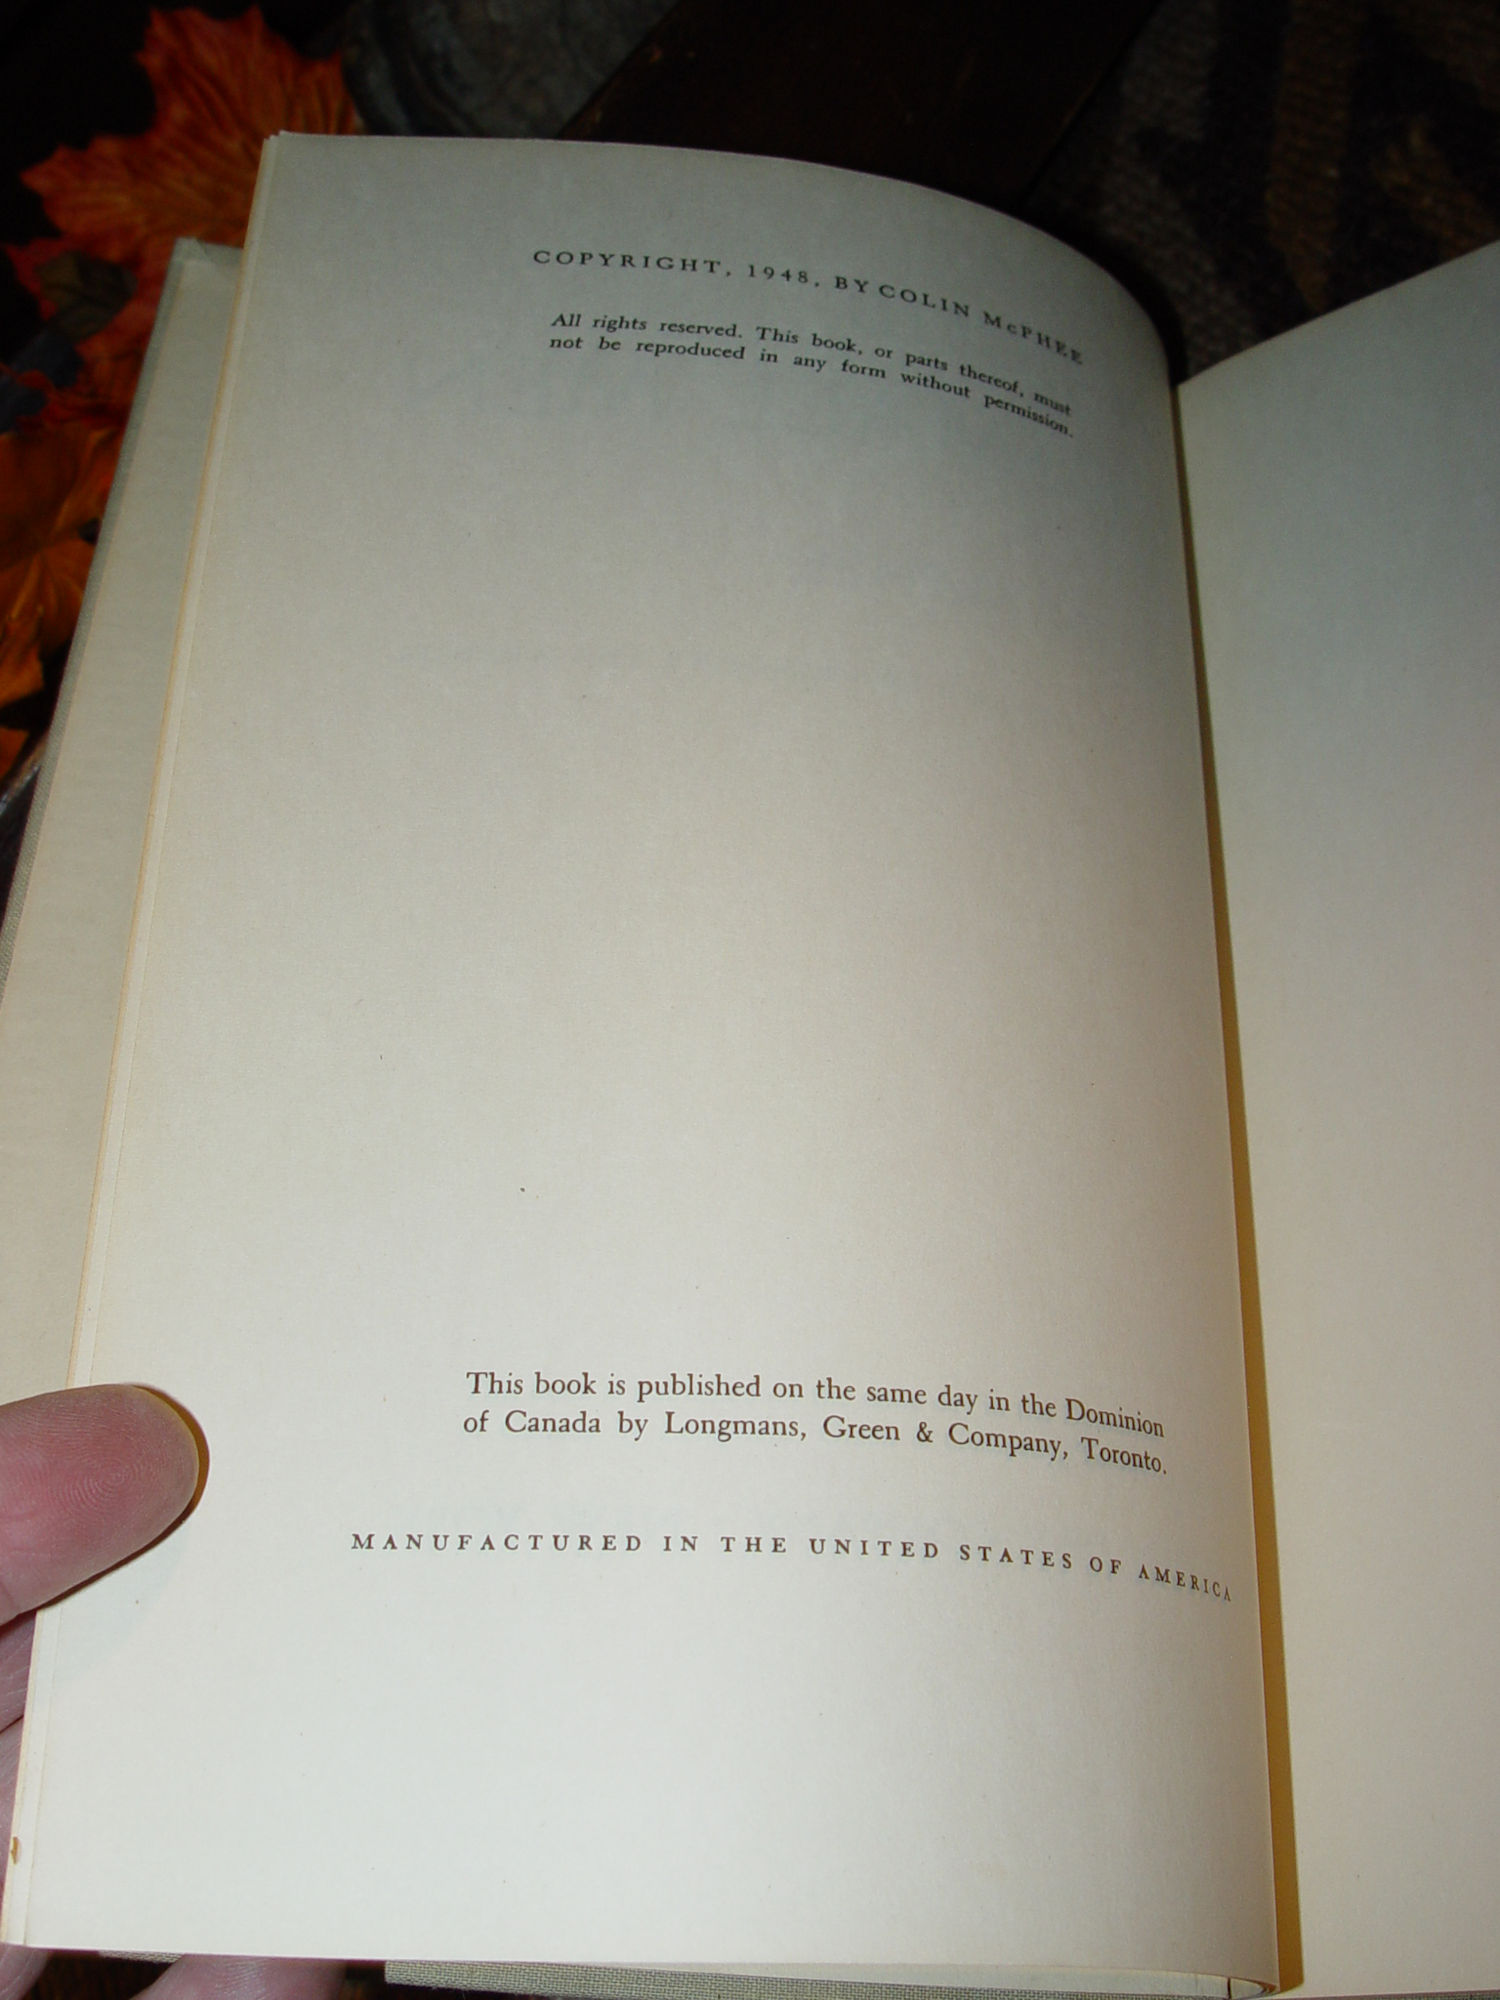 COPYRIGHT, 1948, BY COLIN McPHEE
All rights reserved. This book, or parts thereof, must
not be reproduced in any form without permission.
This book is published on the same day in the Dominion
of Canada by Longmans, Green & Company, Toronto.
MANUFACTURED IN THE UNITED STATES OF AMERICA